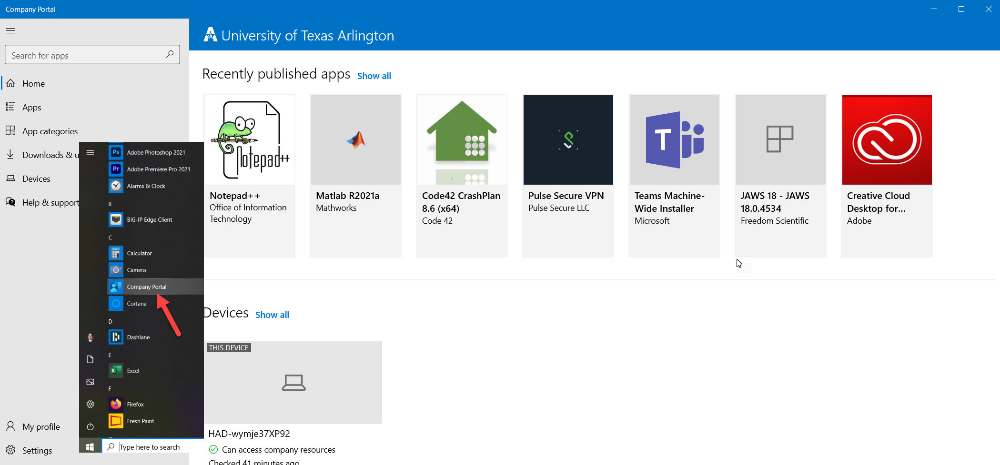 Company Portal
University of Texas Arlington
Search for apps
Home
Apps
App categories
Downloads & u
Devices
Help & support
My profile
Settings
Recently published apps Show all
Notepad++
Notepad++
Office of Information
Technology
Matlab R2021a
Mathworks
Code42 CrashPlan
8.6 (x64)
Code 42
Pulse Secure VPN
Pulse Secure LLC
T
Teams Machine-
Wide Installer
Microsoft
JAWS 18 - JAWS
18.0.4534
Freedom Scientific
Creative Cloud
Desktop for...
Adobe
Ps Adobe Photoshop 2021
Pr Adobe Premiere Pro 2021
Alarms & Clock
B
BIG-IP Edge Client
C
Calculator
Camera
Company Portal
Cortana
D
Dashlane
E
Excel
F
Firefox
Fresh Paint
Type here to search
Devices Show all
THIS DEVICE
HAD-wymje37XP92
Can access company resources
Checked 41 minutes ago